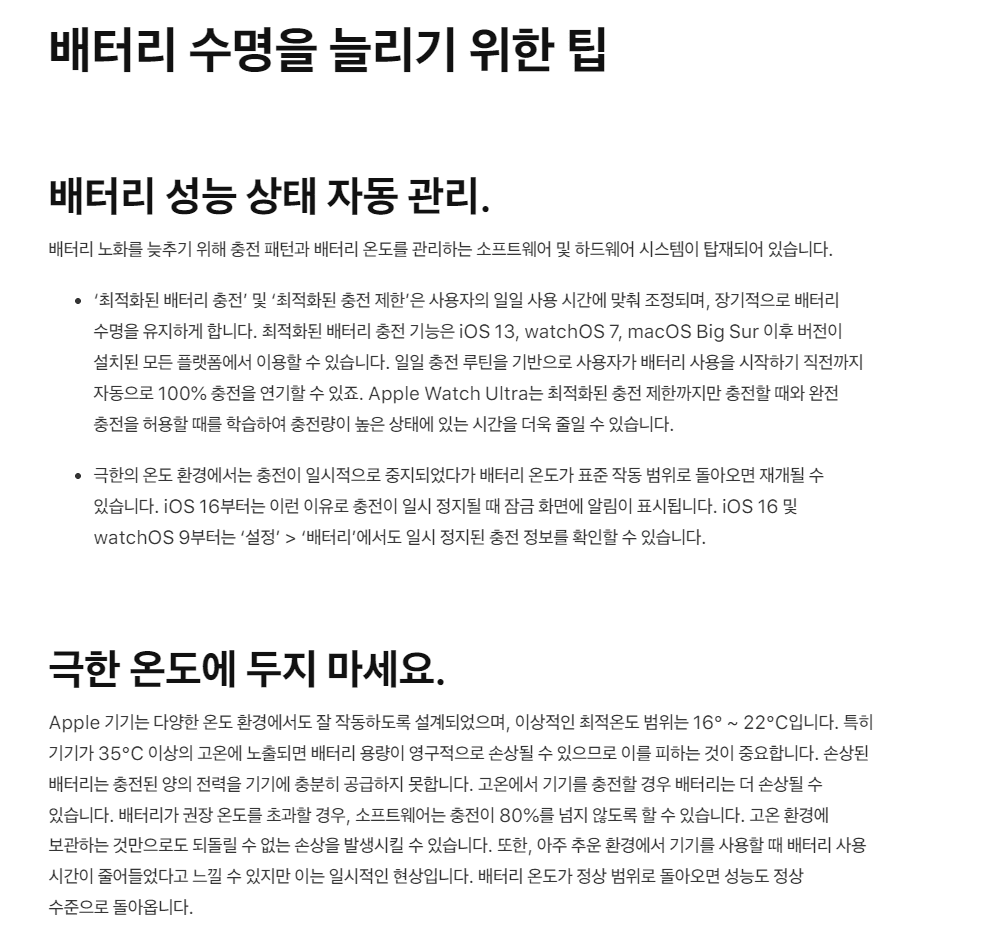 배터리 수명을 늘리기 위한 팁
배터리 성능 상태 자동 관리.
배터리 노화를 늦추기 위해 충전 패턴과 배터리 온도를 관리하는 소프트웨어 및 하드웨어 시스템이 탑재되어 있습니다.
• ‘최적화된 배터리 충전’ 및 ‘최적화된 충전 제한’은 사용자의 일일 사용 시간에 맞춰 조정되며, 장기적으로 배터리
수명을 유지하게 합니다. 최적화된 배터리 충전 기능은 iOS 13, watchOS 7, macOS Big Sur 이후 버전이
설치된 모든 플랫폼에서 이용할 수 있습니다. 일일 충전 루틴을 기반으로 사용자가 배터리 사용을 시작하기 직전까지
자동으로 100% 충전을 연기할 수 있죠. Apple Watch Ultra는 최적화된 충전 제한까지만 충전할 때와 완전
충전을 허용할 때를 학습하여 충전량이 높은 상태에 있는 시간을 더욱 줄일 수 있습니다.
• 극한의 온도 환경에서는 충전이 일시적으로 중지되었다가 배터리 온도가 표준 작동 범위로 돌아오면 재개될 수
있습니다. iOS 16부터는 이런 이유로 충전이 일시 정지될 때 잠금 화면에 알림이 표시됩니다. iOS 16 및
watchOS 9부터는 ‘설정’ > ‘배터리’에서도 일시 정지된 충전 정보를 확인할 수 있습니다.
극한 온도에 두지 마세요.
Apple 기기는 다양한 온도 환경에서도 잘 작동하도록 설계되었으며, 이상적인 최적온도 범위는 16° ~ 22°C입니다. 특히
기기가 35°C 이상의 고온에 노출되면 배터리 용량이 영구적으로 손상될 수 있으므로 이를 피하는 것이 중요합니다. 손상된
배터리는 충전된 양의 전력을 기기에 충분히 공급하지 못합니다. 고온에서 기기를 충전할 경우 배터리는 더 손상될 수
있습니다. 배터리가 권장 온도를 초과할 경우, 소프트웨어는 충전이 80%를 넘지 않도록 할 수 있습니다. 고온 환경에
보관하는 것만으로도 되돌릴 수 없는 손상을 발생시킬 수 있습니다. 또한, 아주 추운 환경에서 기기를 사용할 때 배터리 사용
시간이 줄어들었다고 느낄 수 있지만 이는 일시적인 현상입니다. 배터리 온도가 정상 범위로 돌아오면 성능도 정상
수준으로 돌아옵니다.